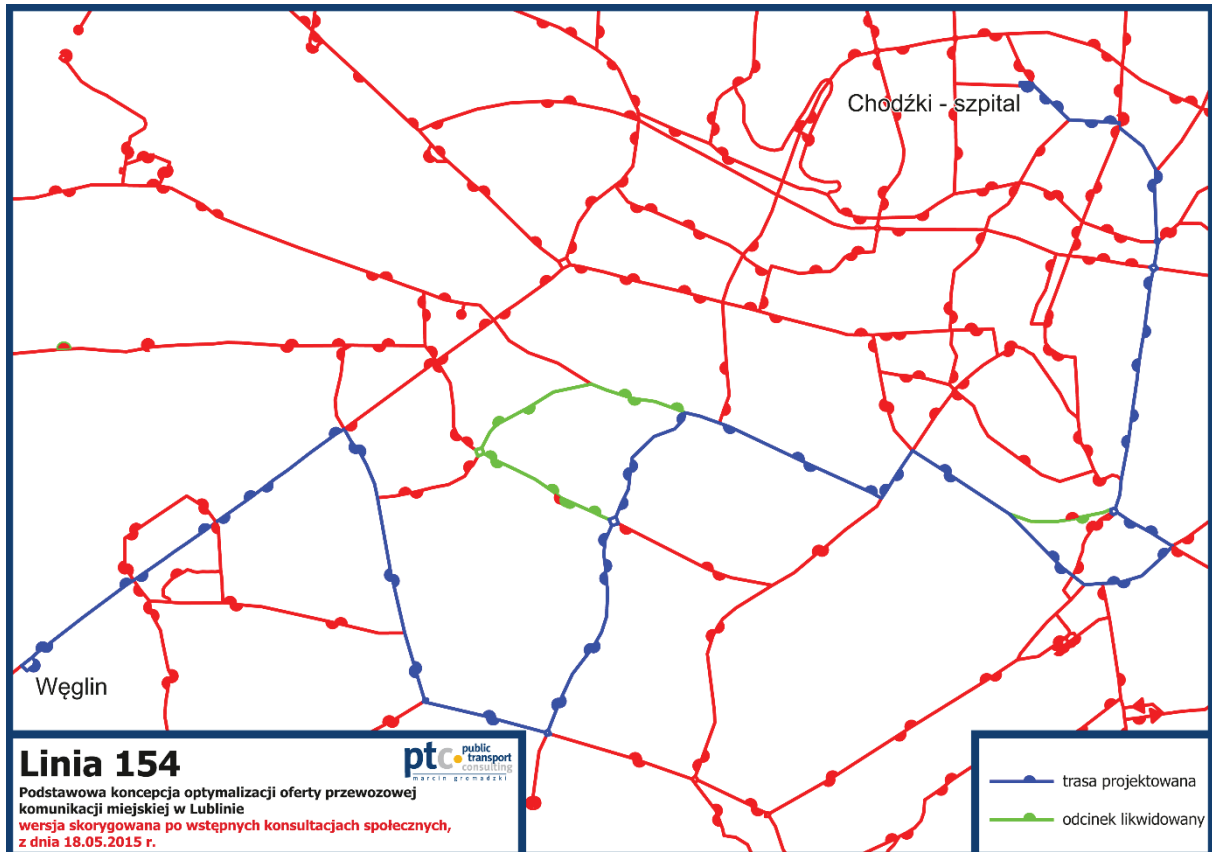 Chodźki - szpital
Węglin
Linia 154
ptc public
transport
consulting
marcin gromadzki
Podstawowa koncepcja optymalizacji oferty przewozowej
komunikacji miejskiej w Lublinie
wersja skorygowana po wstępnych konsultacjach społecznych,
z dnia 18.05.2015 r.
trasa projektowana
odcinek likwidowany